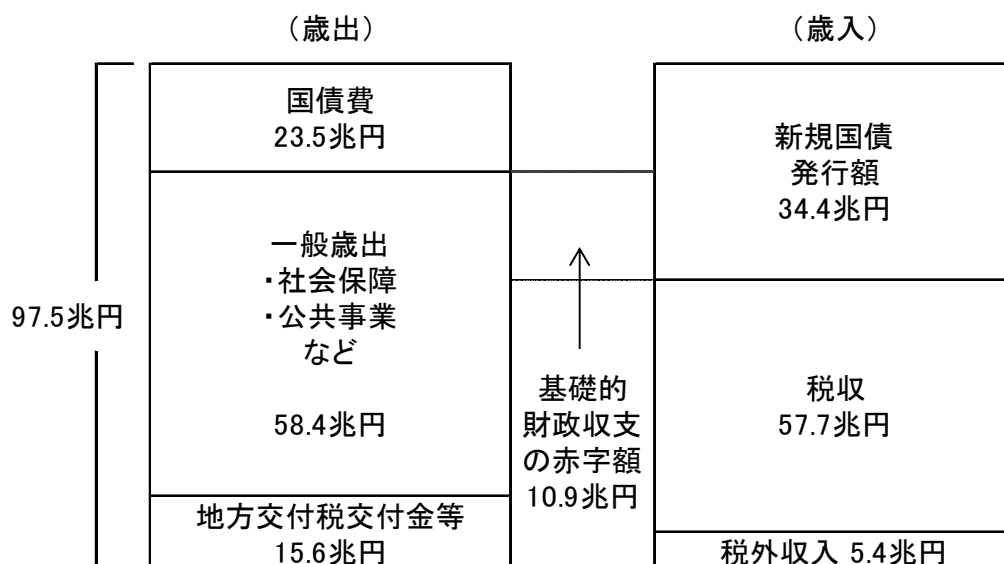 （歳出）
（歳入）
97.5兆円
国債費
23.5兆円
一般歳出
・社会保障
・公共事業
など
58.4兆円
地方交付税交付金等
15.6兆円
基礎的
財政収支
の赤字額
10.9兆円
新規国債
発行額
34.4兆円
税収
57.7兆円
税外収入 5.4兆円